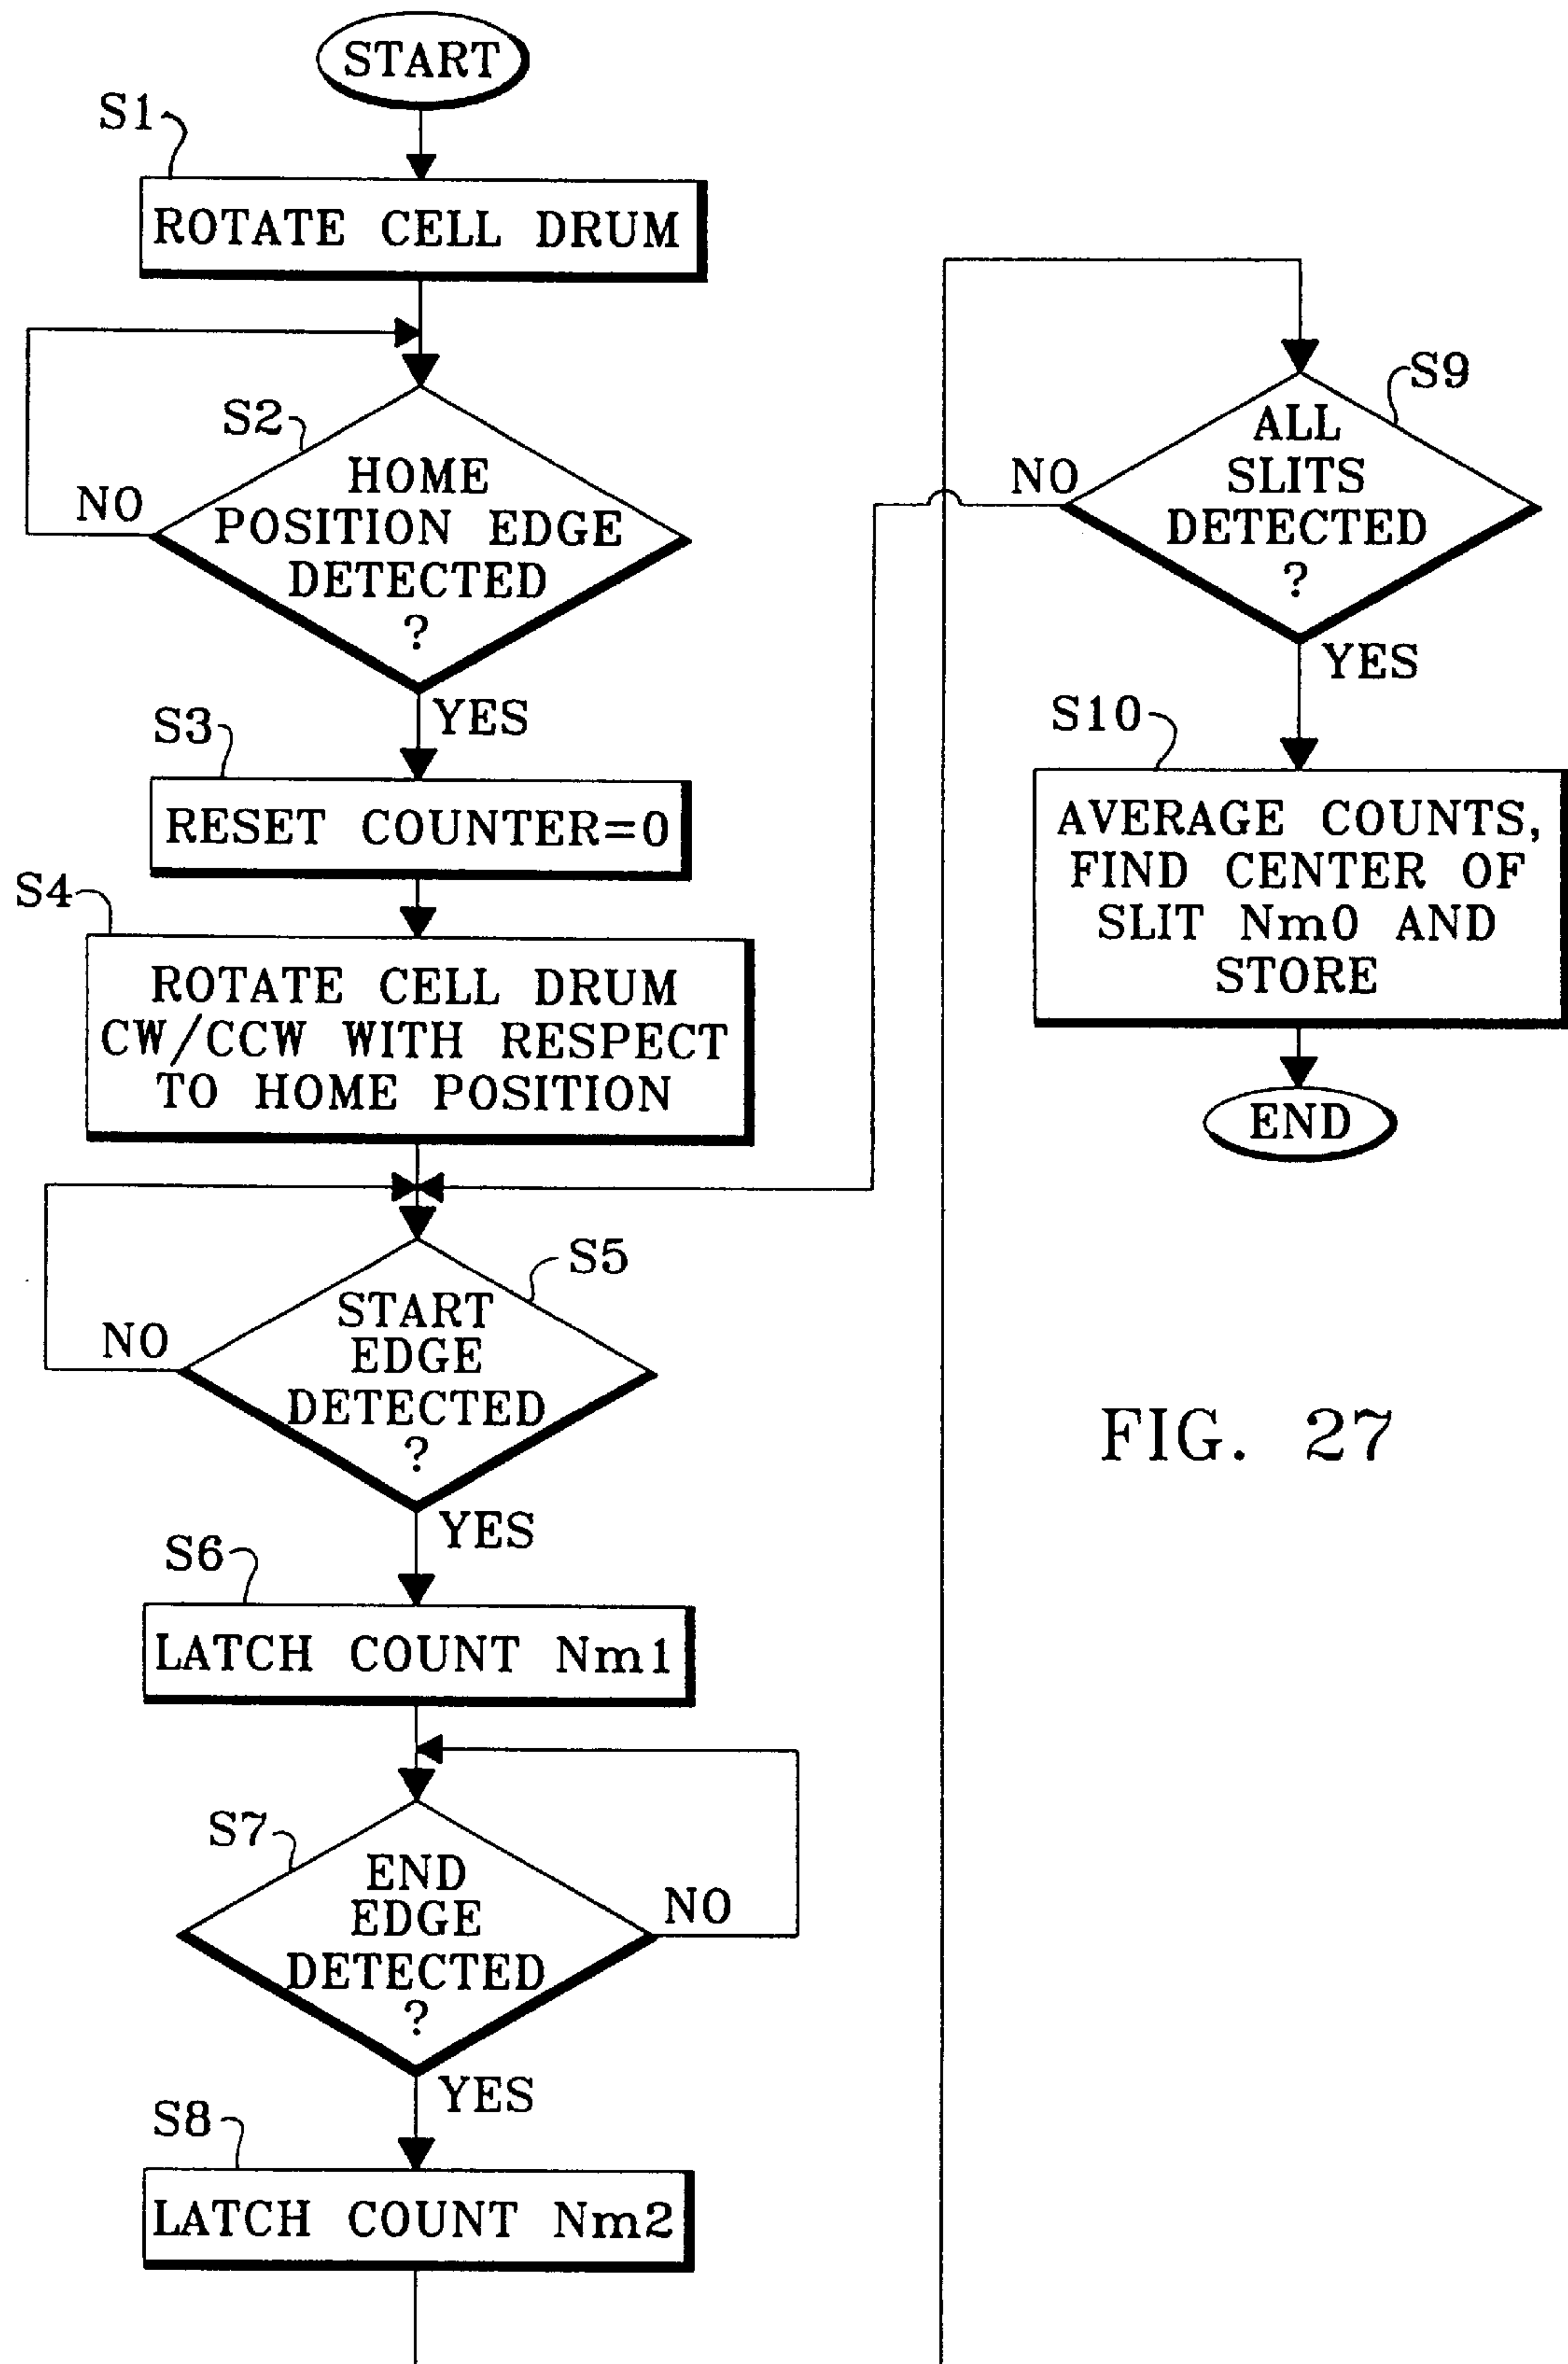 START
S1
ROTATE CELL DRUM
S2
HOME
POSITION EDGE
DETECTED
?
NO
YES
S3
RESET COUNTER=0
S4
ROTATE CELL DRUM
CW/CCW WITH RESPECT
TO HOME POSITION
S5
START
EDGE
DETECTED
?
NO
YES
S6
LATCH COUNT Nm1
S7
END
EDGE
DETECTED
?
NO
YES
S8
LATCH COUNT Nm2
S9
ALL
SLITS
DETECTED
?
NO
YES
S10
AVERAGE COUNTS,
FIND CENTER OF
SLIT Nm0 AND
STORE
END
FIG. 27